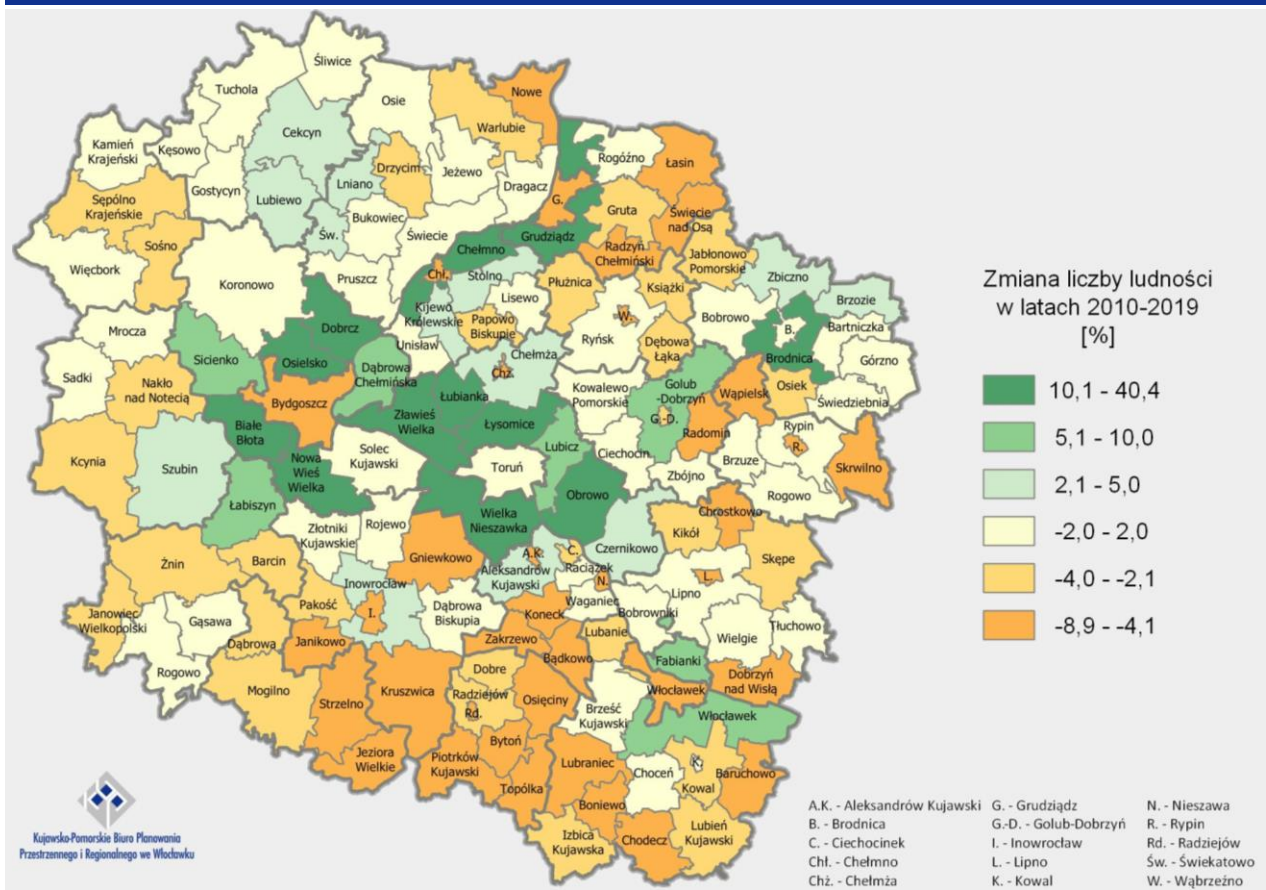 Śliwice
Tuchola
Osie
Nowe
Warlubie
Cekcyn
Kamień
Krajeński
Kęsowo
Rogóźno
Łasin
Drzycim
Jeżewo
Lniano
Dragacz
Gostycyn
Lubiewo
Sępólno
Krajeńskie
G.
Gruta
Świecie
nad Osą
Bukowiec
Sośno
Św.
Świecie
Grudziądz
Radzyń
Chełmiński
Chełmno
Jabłonowo
Pomorskie
Więcbork
Pruszcz
Chł.
Stolno
Zbiczno
Koronowo
Płużnica
Książki
Lisewo
Brzozie
Kijewo
Królewskie
Papowo
Biskupie
W.
Bobrowo
B.
Bartniczka
Mrocza
Dobrcz
Unisław
Ryńsk
Dębowa
Łąka
Brodnica
Górzno
Sicienko
Osielsko
Dąbrowa
Chełmińska
Chełmża
Chż.
Sadki
Nakło
nad Notecią
Golub
-Dobrzyń
Wąpielsk
Osiek
Świedziebnia
Bydgoszcz
Łubianka
Kowalewo
Pomorskie
Zławieś
Wielka
Łysomice
G.-D.
Radomin
Rypin
R.
Białe
Błota
Lubicz
Ciechocin
Kcynia
Szubin
Solec
Kujawski
Toruń
Zbójno
Brzuze
Skrwilno
Nowa
Wieś
Wielka
Obrowo
Rogowo
Łabiszyn
Wielka
Nieszawka
Chrostkowo
Złotniki
Kujawskie
Rojewo
Kikół
Czernikowo
Gniewkowo
A.K.
C.
Skępe
Żnin
Barcin
Aleksandrów
Kujawski
Raciążek
N.
L.
Inowrocław
Lipno
Waganiec
Pakość
I.
Dąbrowa
Biskupia
Koneck
Bobrowniki
Janowiec
Wielkopolski
Gąsawa
Tłuchowo
Wielgie
Dąbrowa
Janikowo
Zakrzewo
Lubanie
Bądkowo
Fabianki
Rogowo
Dobre
Dobrzyń
nad Wisłą
Mogilno
Kruszwica
Włocławek
Strzelno
Radziejów
Osięciny
Rd.
Brześć
Kujawski
Włocławek
Bytoń
Jeziora
Wielkie
Piotrków
Kujawski
Lubraniec
Choceń
K.
Baruchowo
Topólka
Kowal
Boniewo
Izbica
Kujawska
Chodecz
Lubień
Kujawski
Zmiana liczby ludności
w latach 2010-2019
[%]
10,1 - 40,4
5,1 - 10,0
2,1 - 5,0
-2,0 - 2,0
-4,0 - -2,1
-8,9 - -4,1
Kujawsko-Pomorskie Biuro Planowania
Przestrzennego i Regionalnego we Włocławku
A.K. - Aleksandrów Kujawski
B. - Brodnica
C. - Ciechocinek
Chł. - Chełmno
Chż. - Chełmża
G. - Grudziądz
G.-D. - Golub-Dobrzyń
I. - Inowrocław
L. - Lipno
K. - Kowal
N. - Nieszawa
R. - Rypin
Rd. - Radziejów
Św. - Świekatowo
W. - Wąbrzeźno